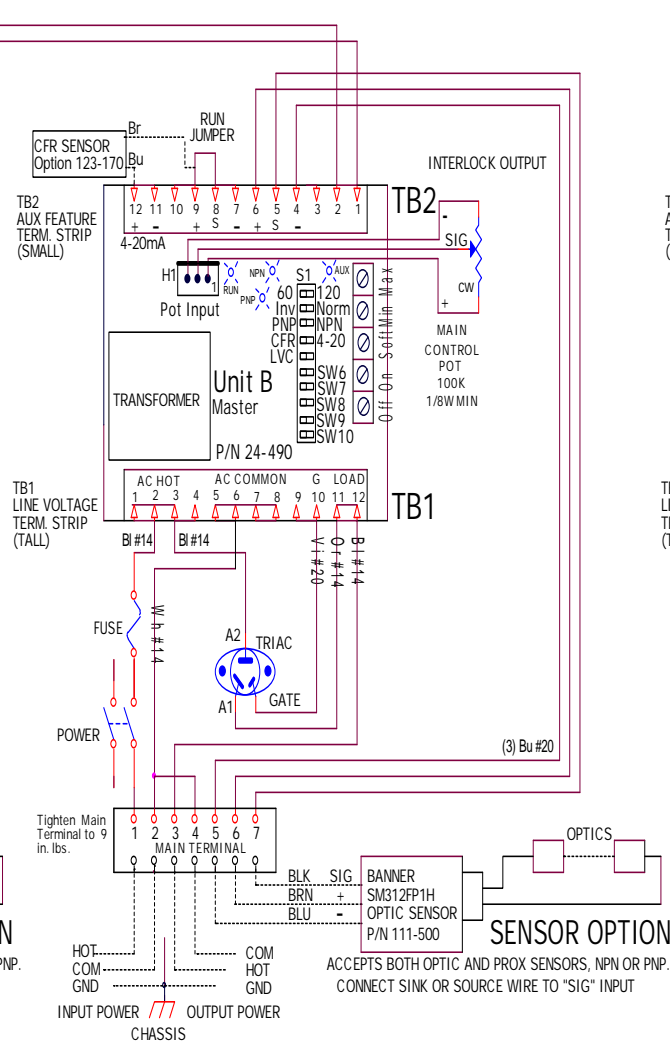 Br
RUN
JUMPER
CFR SENSOR
Option 123-170
Bu
INTERLOCK OUTPUT
TB2
AUX FEATURE
TERM. STRIP
(SMALL)
12 11 10 9 8 7 6 5 4 3 2 1
+ - + S - + S -
4-20mA
TB2
-
SIG
CW
+
H1
1
Pot Input
RUN
NPN
PNP
AUX
S1
60 120
Inv Norm
PNP NPN
CFR 4-20
LVC
SW6
SW7
SW8
SW9
SW10
Off On Soft Min Max
MAIN
CONTROL
POT
100K
1/8W MIN
TRANSFORMER
Unit B
Master
P/N 24-490
TB1
LINE VOLTAGE
TERM. STRIP
(TALL)
AC HOT AC COMMON G LOAD
1 2 3 4 5 6 7 8 9 10 11 12
TB1
Bl #14 Bl #14
Vi #20
Or #14
Bl #14
Wh #14
FUSE
A2
TRIAC
A1
GATE
POWER
(3) Bu #20
Tighten Main
Terminal to 9
in. lbs.
1 2 3 4 5 6 7
MAIN TERMINAL
OPTICS
BLK SIG
BRN +
BLU -
BANNER
SM312FP1H
OPTIC SENSOR
P/N 111-500
N
SENSOR OPTION
PNP.
ACCEPTS BOTH OPTIC AND PROX SENSORS, NPN OR PNP.
CONNECT SINK OR SOURCE WIRE TO "SIG" INPUT
HOT COM
COM HOT
GND GND
INPUT POWER OUTPUT POWER
CHASSIS